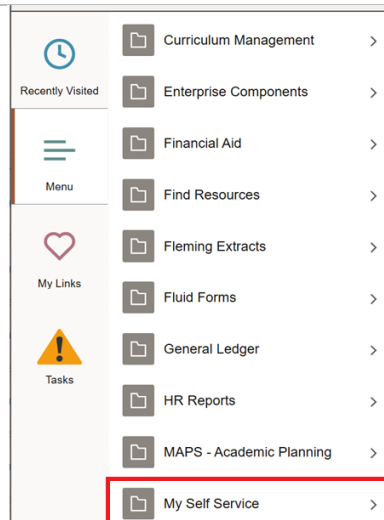 Recently Visited
Menu
My Links
Tasks
Curriculum Management
Enterprise Components
Financial Aid
Find Resources
Fleming Extracts
Fluid Forms
General Ledger
HR Reports
MAPS - Academic Planning
My Self Service